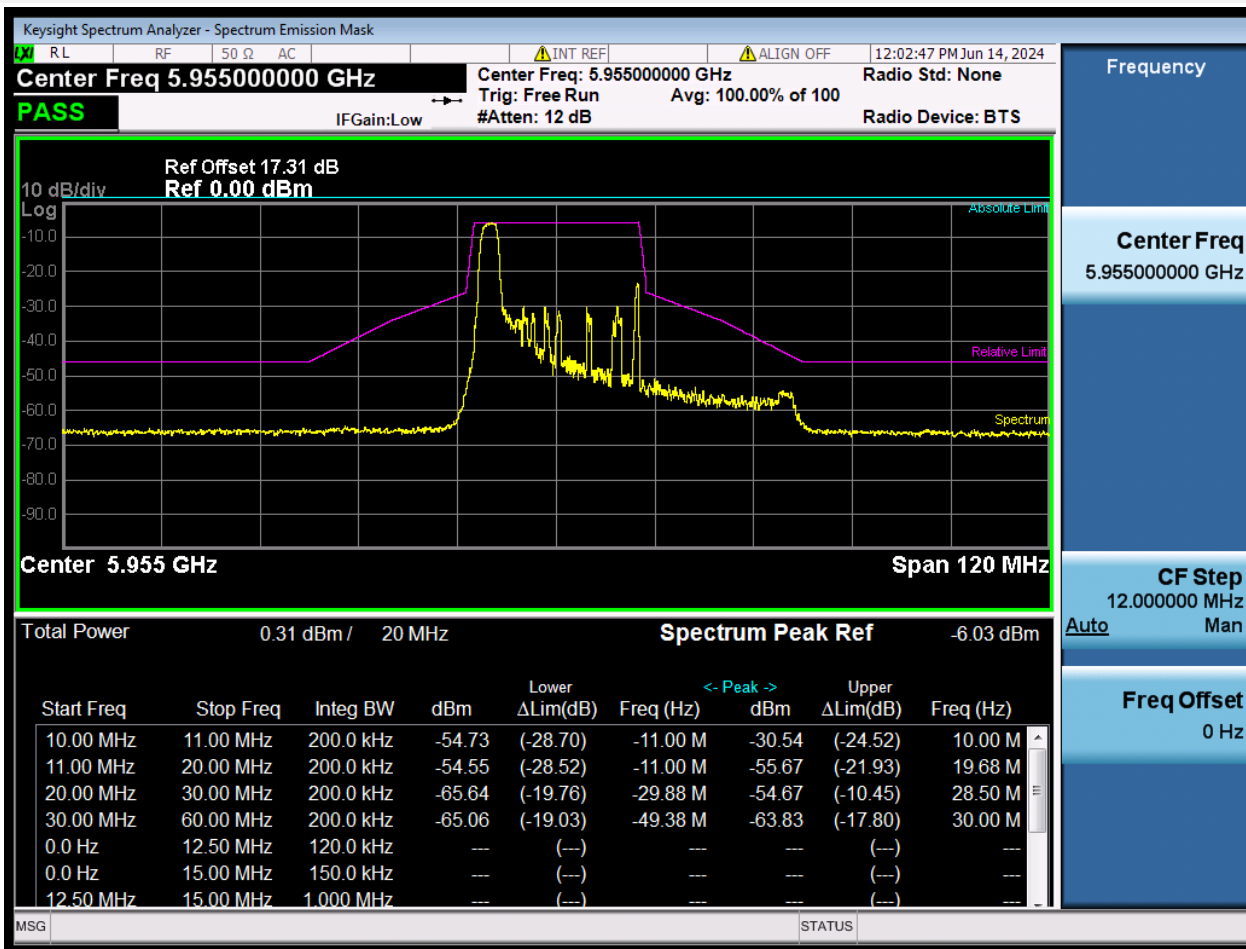 Keysight Spectrum Analyzer - Spectrum Emission Mask
LXI RL RF 50 Ω AC INT REF ALIGN OFF 12:02:47 PM Jun 14, 2024
Center Freq 5.955000000 GHz
Center Freq: 5.955000000 GHz Radio Std: None
Trig: Free Run Avg: 100.00% of 100
PASS IFGain:Low #Atten: 12 dB Radio Device: BTS
Ref Offset 17.31 dB
10 dB/div Ref 0.00 dBm
Log
Absolute Limit
-10.0
-20.0
-30.0
-40.0
Relative Limit
-50.0
-60.0
Spectrum
-70.0
-80.0
-90.0
Center 5.955 GHz Span 120 MHz
Total Power 0.31 dBm / 20 MHz Spectrum Peak Ref -6.03 dBm
Lower <- Peak -> Upper
Start Freq Stop Freq Integ BW dBm ΔLim(dB) Freq (Hz) dBm ΔLim(dB) Freq (Hz)
10.00 MHz 11.00 MHz 200.0 kHz -54.73 (-28.70) -11.00 M -30.54 (-24.52) 10.00 M
11.00 MHz 20.00 MHz 200.0 kHz -54.55 (-28.52) -11.00 M -55.67 (-21.93) 19.68 M
20.00 MHz 30.00 MHz 200.0 kHz -65.64 (-19.76) -29.88 M -54.67 (-10.45) 28.50 M
30.00 MHz 60.00 MHz 200.0 kHz -65.06 (-19.03) -49.38 M -63.83 (-17.80) 30.00 M
0.0 Hz 12.50 MHz 120.0 kHz --- (---) --- --- (---) ---
0.0 Hz 15.00 MHz 150.0 kHz --- (---) --- --- (---) ---
12.50 MHz 15.00 MHz 1.000 MHz --- (---) --- --- (---) ---
MSG STATUS
Frequency
Center Freq
5.955000000 GHz
CF Step
12.000000 MHz
Auto Man
Freq Offset
0 Hz